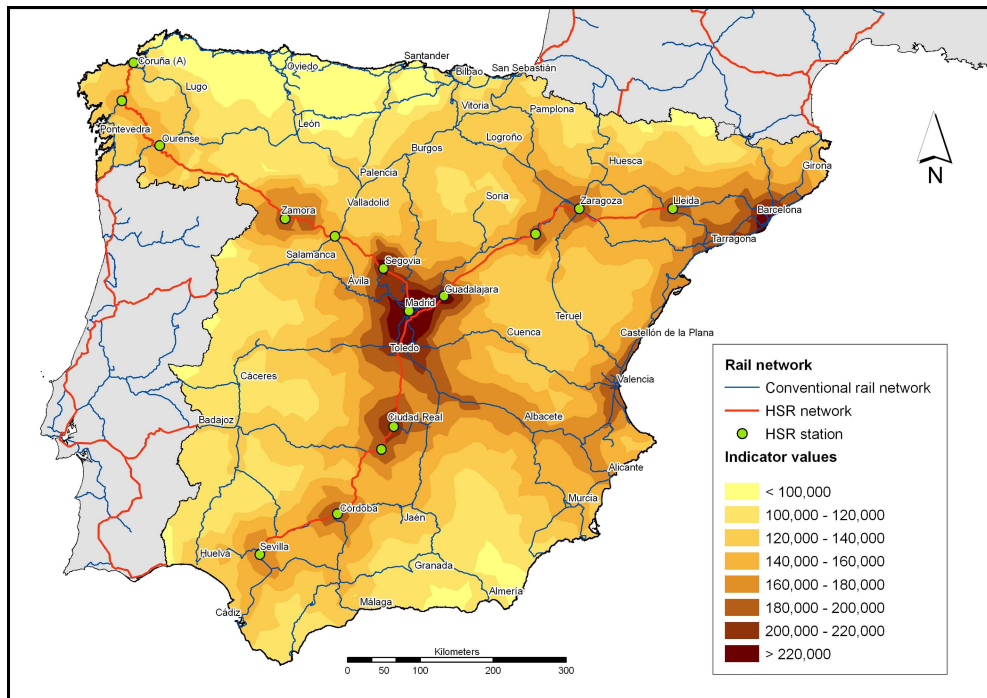 Coruña (A)
Lugo
Oviedo
Santander
Bilbao
San Sebastián
Vitoria
Pamplona
León
Logroño
Pontevedra
Ourense
Burgos
Huesca
Girona
Palencia
Zamora
Valladolid
Soria
Zaragoza
Lleida
Barcelona
Tarragona
Salamanca
Segovia
Ávila
Guadalajara
Madrid
Teruel
Cuenca
Castellón de la Plana
Toledo
Cáceres
Valencia
Ciudad Real
Albacete
Badajoz
Alicante
Murcia
Córdoba
Jaén
Huelva
Sevilla
Granada
Almería
Málaga
Cádiz
N
Rail network
Conventional rail network
HSR network
HSR station
Indicator values
< 100,000
100,000 - 120,000
120,000 - 140,000
140,000 - 160,000
160,000 - 180,000
180,000 - 200,000
200,000 - 220,000
> 220,000
Kilometers
0 50 100 200 300